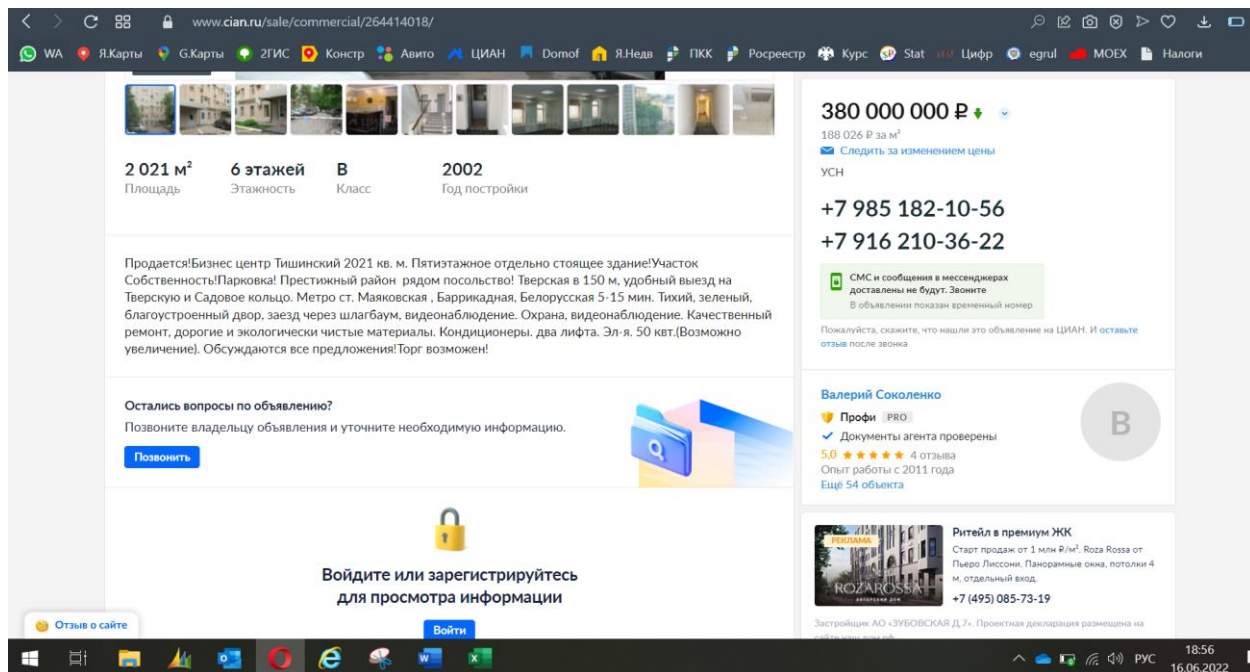 www.cian.ru/sale/commercial/264414018/
WA Я.Карты G.Карты 2ГИС Констр Авито ЦИАН Domof Я.Недв ПКК Росреестр Курс Stat Цифр egrul MOEX Налоги
2 021 м² 6 этажей B 2002
Площадь Этажность Класс Год постройки
Продается!Бизнес центр Тишинский 2021 кв. м. Пятиэтажное отдельно стоящее здание!Участок
Собственность!Парковка! Престижный район рядом посольство! Тверская в 150 м, удобный выезд на
Тверскую и Садовое кольцо. Метро ст. Маяковская , Баррикадная, Белорусская 5-15 мин. Тихий, зеленый,
благоустроенный двор, заезд через шлагбаум, видеонаблюдение. Охрана, видеонаблюдение. Качественный
ремонт, дорогие и экологически чистые материалы. Кондиционеры. два лифта. Эл-я. 50 квт.(Возможно
увеличение). Обсуждаются все предложения!Торг возможен!
Остались вопросы по объявлению?
Позвоните владельцу объявления и уточните необходимую информацию.
Позвонить
Войдите или зарегистрируйтесь
для просмотра информации
Войти
Отзыв о сайте
380 000 000 ₽
188 026 ₽ за м²
Следить за изменением цены
УСН
+7 985 182-10-56
+7 916 210-36-22
СМС и сообщения в мессенджерах
доставлены не будут. Звоните
В объявлении показан временный номер
Пожалуйста, скажите, что нашли это объявление на ЦИАН. И оставьте
отзыв после звонка
Валерий Соколенко
Профи PRO
Документы агента проверены
5,0 4 отзыва
Опыт работы с 2011 года
Ещё 54 объекта
B
РЕКЛАМА
ROZAROSSA
Ритейл в премиум ЖК
Старт продаж от 1 млн ₽/м². Roza Rossa от
Пьеро Лиссони. Панорамные окна, потолки 4
м, отдельный вход.
+7 (495) 085-73-19
Застройщик АО «ЗУБОВСКАЯ Д.7». Проектная декларация размещена на
РУС 18:56
16.06.2022